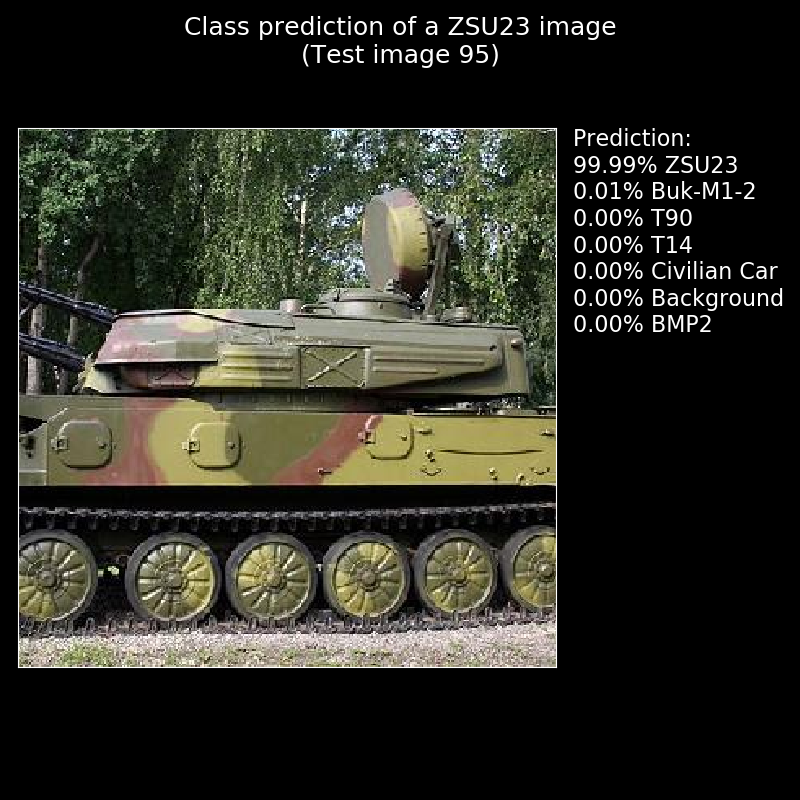 Class prediction of a ZSU23 image
(Test image 95)
Prediction:
99.99% ZSU23
0.01% Buk-M1-2
0.00% T90
0.00% T14
0.00% Civilian Car
0.00% Background
0.00% BMP2